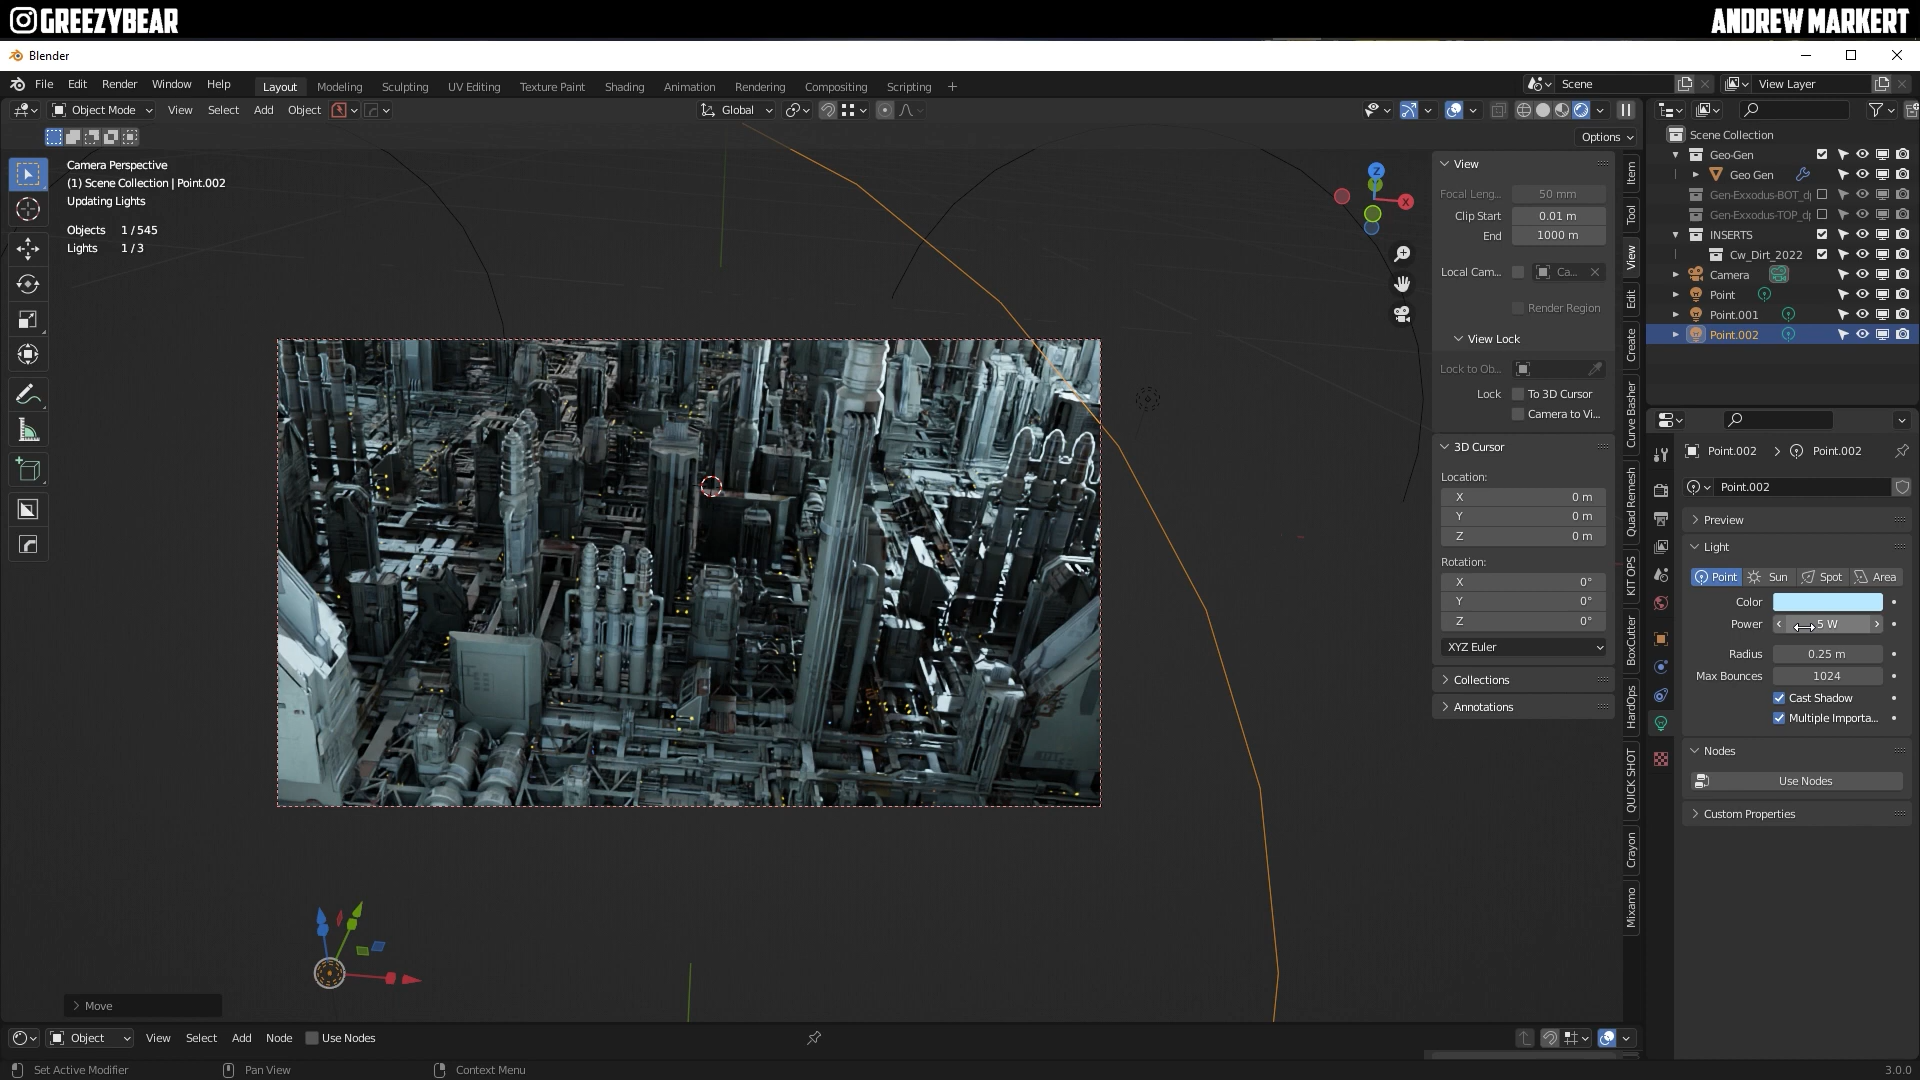 GREEZYBEAR
ANDREW MARKERT
Blender
File Edit Render Window Help
Layout Modeling Sculpting UV Editing Texture Paint Shading Animation Rendering Compositing Scripting +
Scene
View Layer
Object Mode View Select Add Object
Global
Options
Camera Perspective
(1) Scene Collection | Point.002
Updating Lights
Objects 1 / 545
Lights 1 / 3
Z
X
View
Focal Leng... 50 mm
Clip Start 0.01 m
End 1000 m
Local Cam... Ca...
Render Region
View Lock
Lock to Ob...
Lock To 3D Cursor
Camera to Vi...
3D Cursor
Location:
X 0 m
Y 0 m
Z 0 m
Rotation:
X 0°
Y 0°
Z 0°
XYZ Euler
Collections
Annotations
Item
Tool
View
Edit
Create
Curve Basher
Quad Remesh
KIT OPS
BoxCutter
HardOps
QUICK SHOT
Crayon
Mixamo
Scene Collection
Geo-Gen
Geo Gen
Gen-Exxodus-BOT_d
Gen-Exxodus-TOP_d
INSERTS
Cw_Dirt_2022
Camera
Point
Point.001
Point.002
Point.002 > Point.002
Point.002
Preview
Light
Point Sun Spot Area
Color
Power 5 W
Radius 0.25 m
Max Bounces 1024
Cast Shadow
Multiple Importa...
Nodes
Use Nodes
Custom Properties
Move
Object View Select Add Node Use Nodes
Set Active Modifier Pan View Context Menu 3.0.0